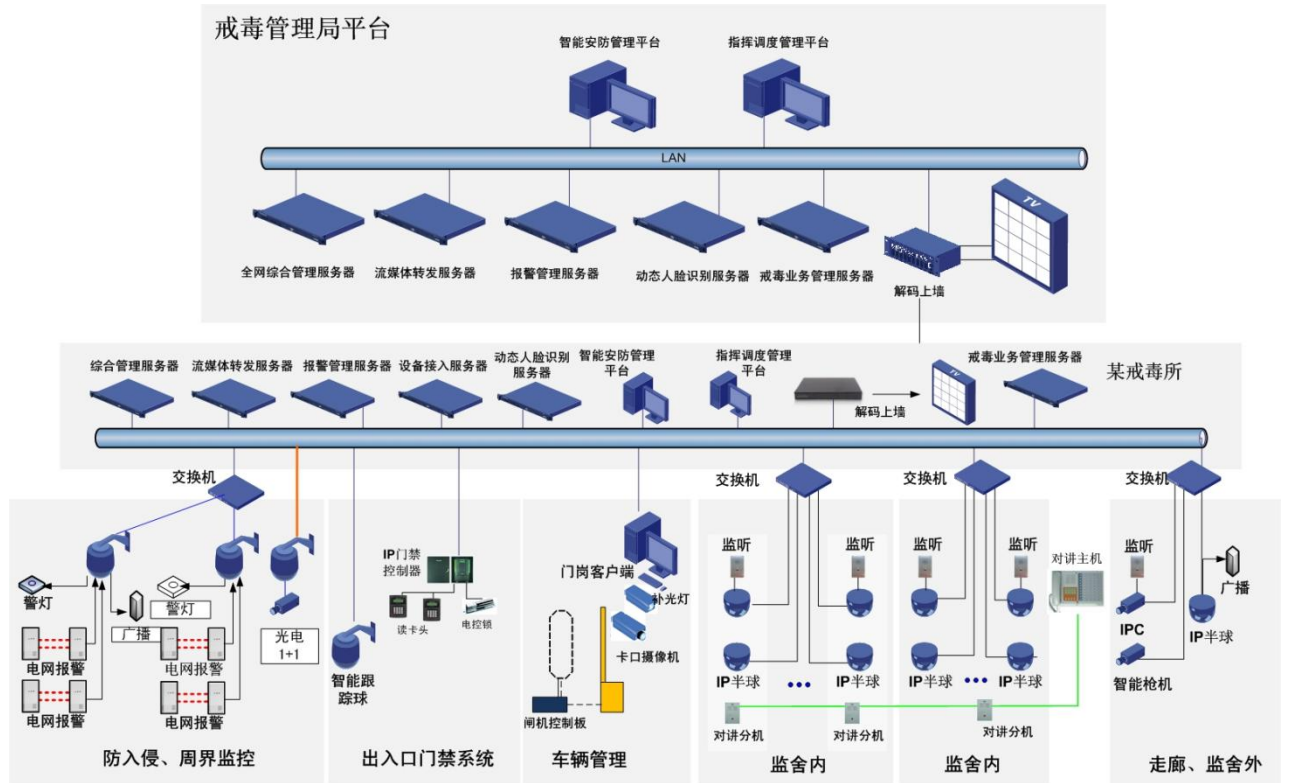 戒毒管理局平台
智能安防管理平台
指挥调度管理平台
LAN
TV
全网综合管理服务器
流媒体转发服务器
报警管理服务器
动态人脸识别服务器
戒毒业务管理服务器
解码上墙
综合管理服务器
流媒体转发服务器
报警管理服务器
设备接入服务器
动态人脸识别
服务器
智能安防管理
平台
指挥调度管理
平台
解码上墙
TV
戒毒业务管理服务器
某戒毒所
交换机
交换机
交换机
交换机
警灯
广播
警灯
电网报警
电网报警
电网报警
电网报警
光电
1+1
防入侵、周界监控
IP门禁
控制器
读卡头
电控锁
智能跟
踪球
出入口门禁系统
门岗客户端
补光灯
卡口摄像机
闸机控制板
车辆管理
监听
监听
IP半球
IP半球
•••
对讲分机
对讲分机
监舍内
监听
监听
对讲主机
IP半球
IP半球
•••
对讲分机
监舍内
监听
广播
IPC
IP半球
智能枪机
走廊、监舍外